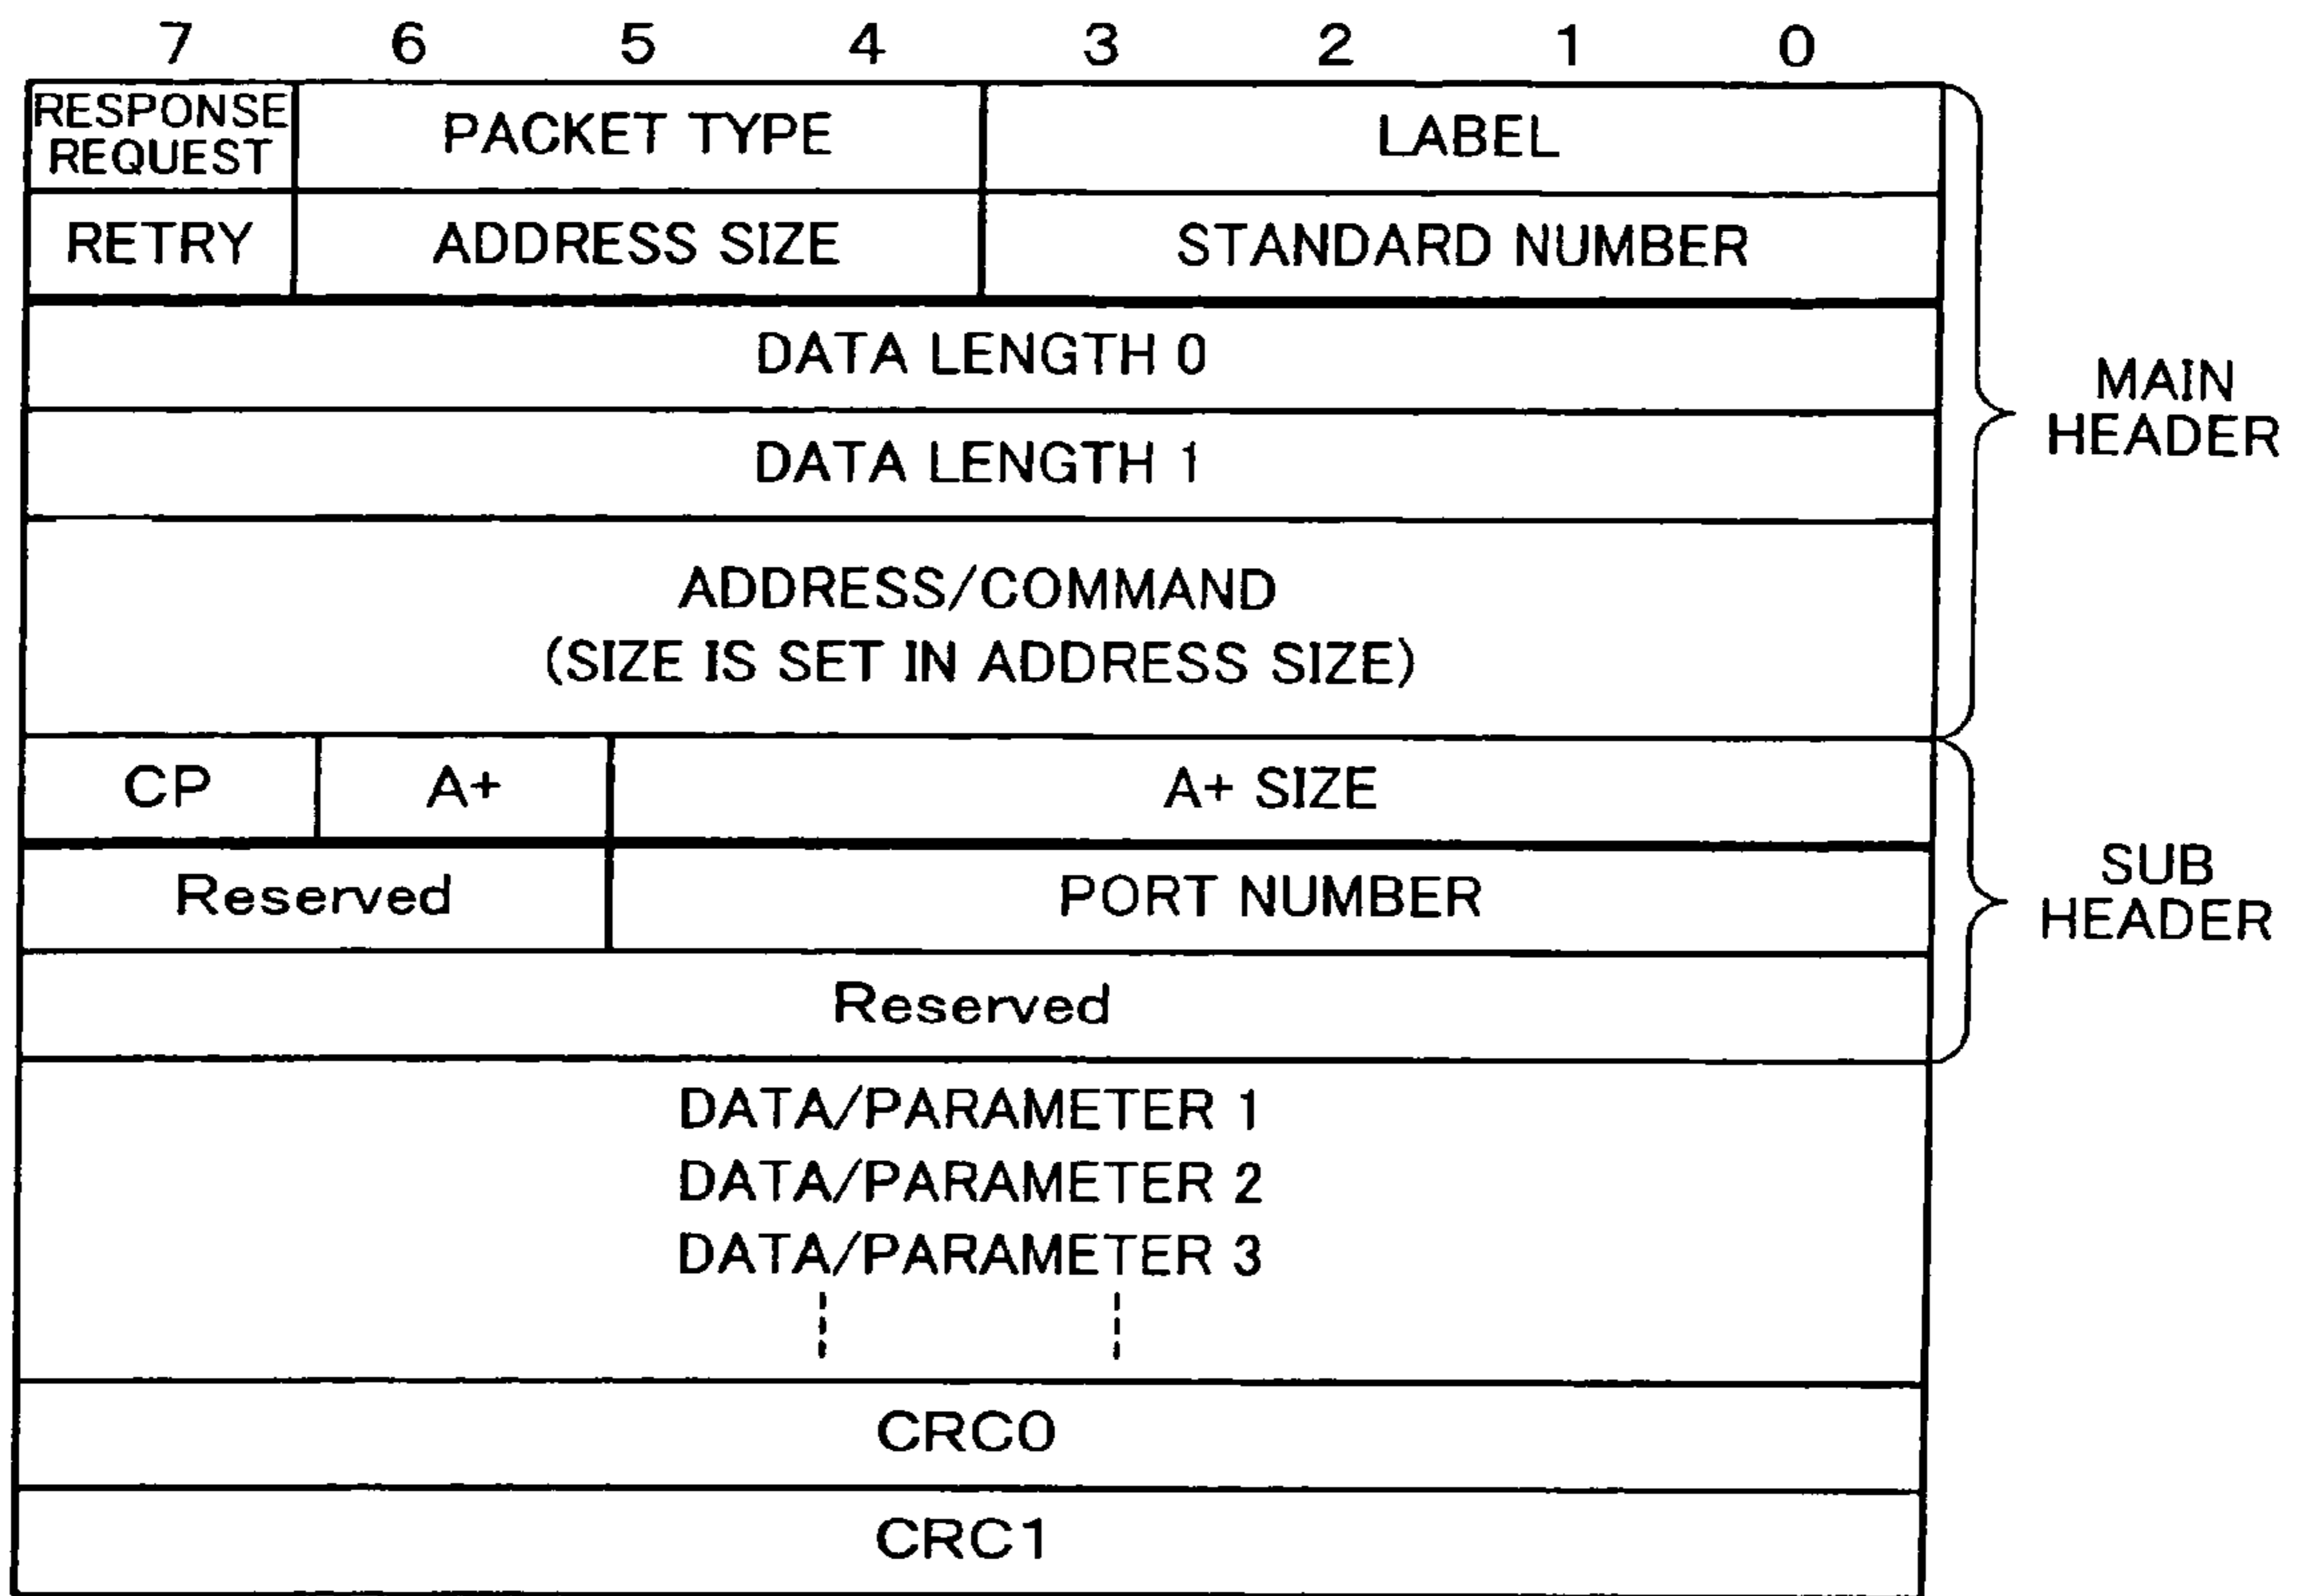 7 6 5 4 3 2 1 0
RESPONSE REQUEST PACKET TYPE LABEL
RETRY ADDRESS SIZE STANDARD NUMBER
DATA LENGTH 0
DATA LENGTH 1
MAIN HEADER
ADDRESS/COMMAND
(SIZE IS SET IN ADDRESS SIZE)
CP A+ A+ SIZE
Reserved PORT NUMBER
SUB HEADER
Reserved
DATA/PARAMETER 1
DATA/PARAMETER 2
DATA/PARAMETER 3
CRC0
CRC1